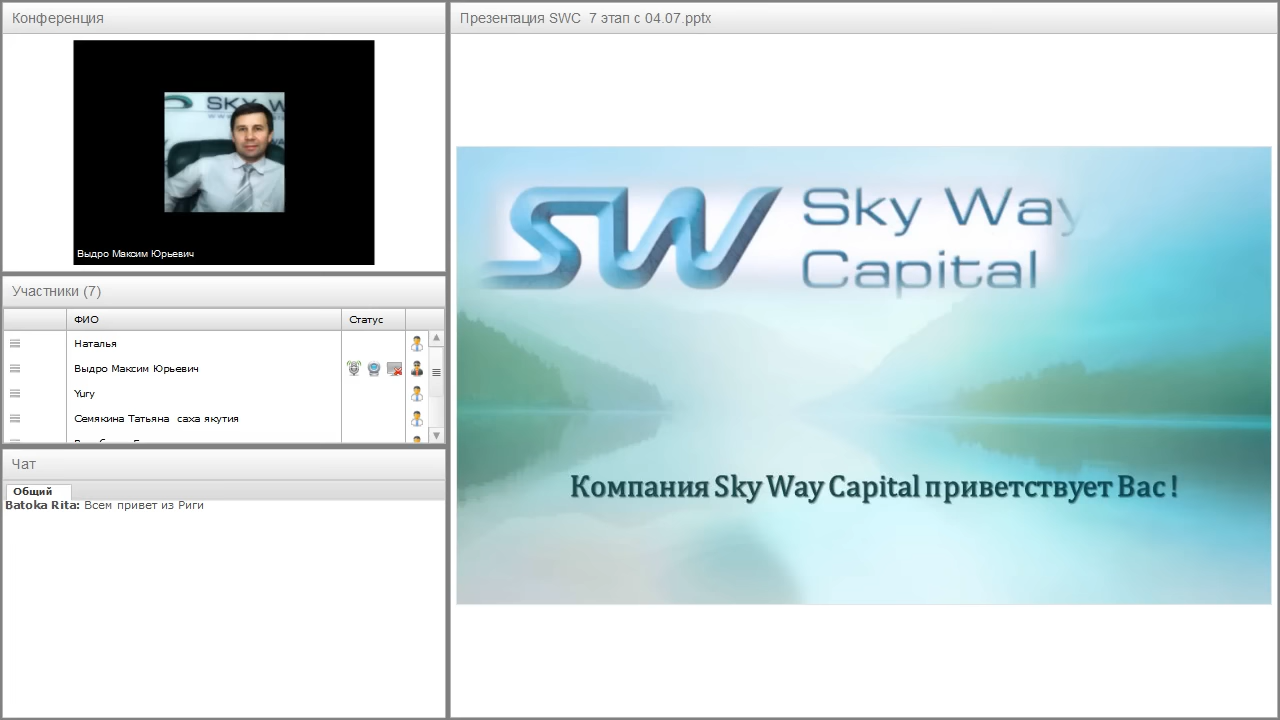 Конференция
SKY W
Выдро Максим Юрьевич
Участники (7)
ФИО
Статус
Наталья
Выдро Максим Юрьевич
Yury
Семякина Татьяна саха якутия
Чат
Общий
Batoka Rita: Всем привет из Риги
Презентация SWC 7 этап с 04.07.pptx
SW
Sky Way
Capital
Компания Sky Way Capital приветствует Вас !